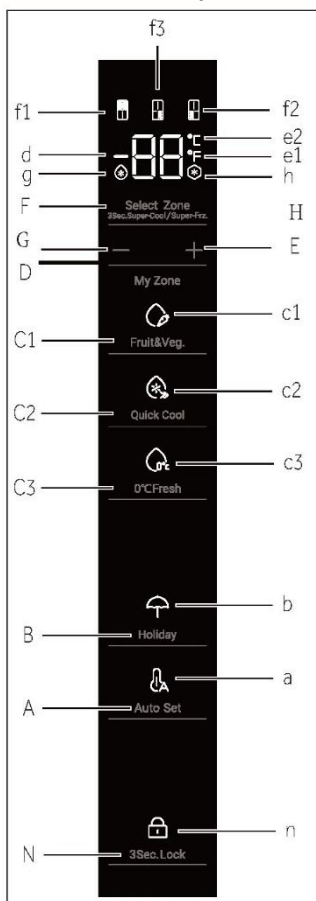 f3
f1
f2
-88 °C
°F
e2
d
e1
g
h
F
Select Zone
3Sec.Super-Cool/Super-Frz.
H
G
− +
E
D
My Zone
c1
C1
Fruit&Veg.
c2
C2
Quick Cool
0℃
c3
C3
0℃Fresh
b
B
Holiday
A
a
A
Auto Set
n
N
3Sec.Lock